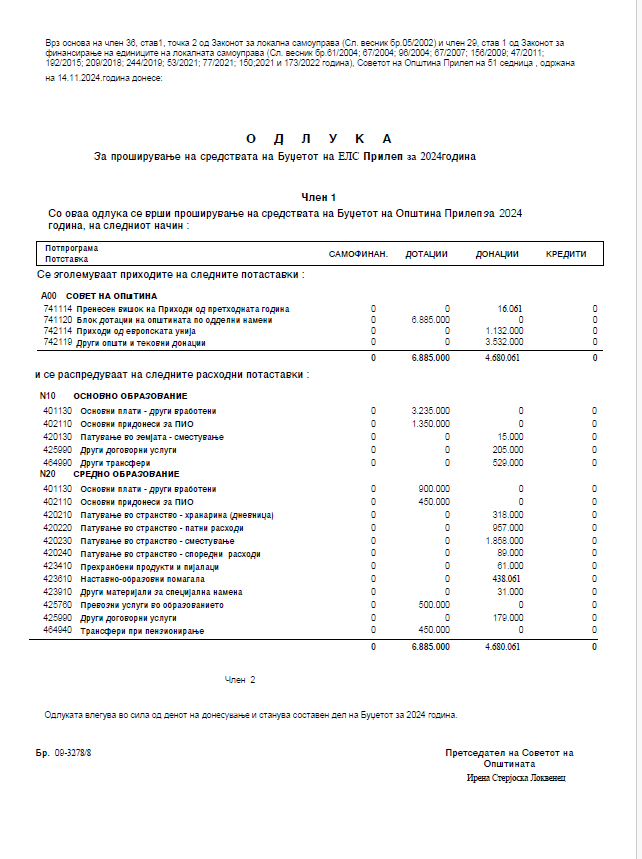 Врз основа на член 36, став1, точка 2 од Законот за локална самоуправа (Сл. весник бр.05/2002) и член 29, став 1 од Законот за
финансирање на единиците на локалната самоуправа (Сл. весник бр.61/2004; 67/2004; 96/2004; 67/2007; 156/2009; 47/2011;
192/2015; 209/2018; 244/2019; 53/2021; 77/2021; 150;2021 и 173/2022 година), Советот на Општина Прилеп на 51 седница , одржана
на 14.11.2024.година донесе:
О Д Л У К А
За проширување на средствата на Буџетот на ЕЛС Прилеп за 2024година
Член 1
Со оваа одлука се врши проширување на средствата на Буџетот на Општина Прилеп за 2024
година, на следниот начин :
Потпрограма
Потставка САМОФИНАН. ДОТАЦИИ ДОНАЦИИ КРЕДИТИ
Се зголемуваат приходите на следните потаставки :
А00 СОВЕТ НА ОПШТИНА
741114 Пренесен вишок на Приходи од претходната година 0 0 16.061 0
741120 Блок дотации на општината по одделни намени 0 6.885.000 0 0
742114 Приходи од европската унија 0 0 1.132.000 0
742119 Други општи и тековни донации 0 0 3.532.000 0
0 6.885.000 4.680.061 0
и се распредуваат на следните расходни потаставки :
N10 ОСНОВНО ОБРАЗОВАНИЕ
401130 Основни плати - други вработени 0 3.235.000 0 0
402110 Основни придонеси за ПИО 0 1.350.000 0 0
420130 Патување во земјата - сместување 0 0 15.000 0
425990 Други договорни услуги 0 0 205.000 0
464990 Други трансфери 0 0 529.000 0
N20 СРЕДНО ОБРАЗОВАНИЕ
401130 Основни плати - други вработени 0 900.000 0 0
402110 Основни придонеси за ПИО 0 450.000 0 0
420210 Патување во странство - хранарина (дневница) 0 0 318.000 0
420220 Патување во странство - патни расходи 0 0 957.000 0
420230 Патување во странство - сместување 0 0 1.858.000 0
420240 Патување во странство - споредни расходи 0 0 89.000 0
423410 Прехранбени продукти и пијалаци 0 0 61.000 0
423610 Наставно-образовни помагала 0 0 438.061 0
423910 Други материјали за специјална намена 0 0 31.000 0
425760 Превозни услуги во образованието 0 500.000 0 0
425990 Други договорни услуги 0 0 179.000 0
464940 Трансфери при пензионирање 0 450.000 0 0
0 6.885.000 4.680.061 0
Член 2
Одлуката влегува во сила од денот на донесување и станува составен дел на Буџетот за 2024 година.
Бр. 09-3278/8
Претседател на Советот на
Општината
Ирена Стерјоска Локвенец